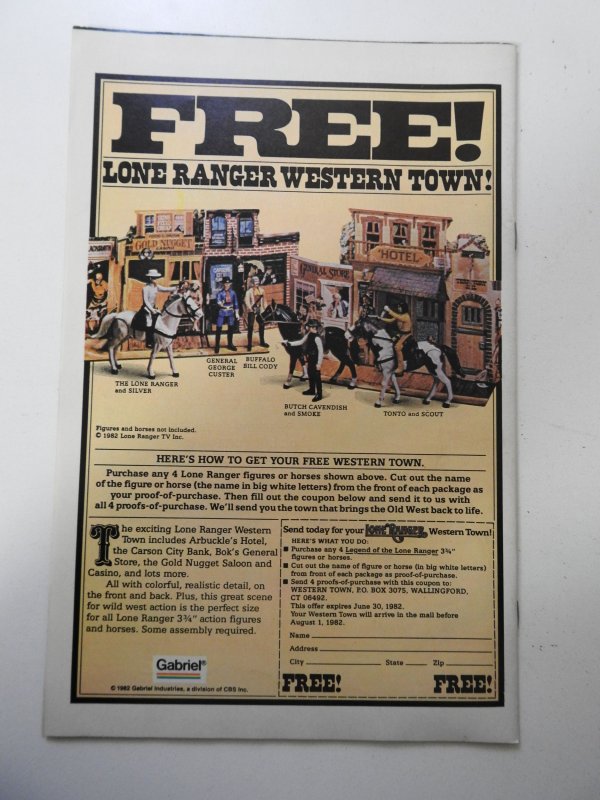 FREE!
LONE RANGER WESTERN TOWN!
GOLD NUGGET
HOTEL
GENERAL STORE
THE LONE RANGER
and SILVER
GENERAL
GEORGE
CUSTER
BUFFALO
BILL CODY
BUTCH CAVENDISH
and SMOKE
TONTO and SCOUT
Figures and horses not included.
© 1982 Lone Ranger TV Inc.
HERE'S HOW TO GET YOUR FREE WESTERN TOWN.
Purchase any 4 Lone Ranger figures or horses shown above. Cut out the name
of the figure or horse (the name in big white letters) from the front of each package as
your proof-of-purchase. Then fill out the coupon below and send it to us with
all 4 proofs-of-purchase. We'll send you the town that brings the Old West back to life.
The exciting Lone Ranger Western
Town includes Arbuckle's Hotel,
the Carson City Bank, Bok's General
Store, the Gold Nugget Saloon and
Casino, and lots more.
All with colorful, realistic detail, on
the front and back. Plus, this great scene
for wild west action is the perfect size
for all Lone Ranger 3¾" action figures
and horses. Some assembly required.
Gabriel®
© 1982 Gabriel Industries, a division of CBS Inc.
Send today for your LONE RANGER Western Town!
HERE'S WHAT YOU DO:
■ Purchase any 4 Legend of the Lone Ranger 3¾"
figures or horses.
■ Cut out the name of figure or horse (in big white letters)
from front of each package as proof-of-purchase.
■ Send 4 proofs-of-purchase with this coupon to:
WESTERN TOWN, P.O. BOX 3075, WALLINGFORD,
CT 06492.
This offer expires June 30, 1982.
Your Western Town will arrive in the mail before
August 1, 1982.
Name
Address
City State Zip
FREE! FREE!